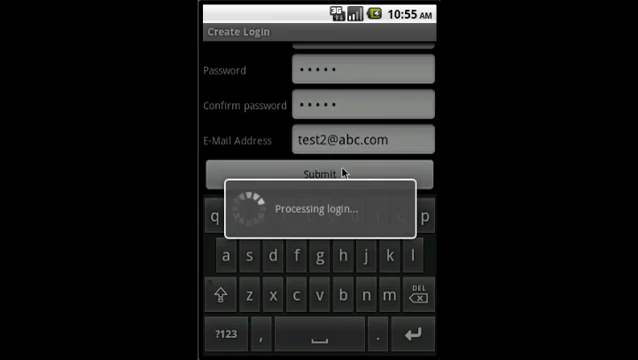 3G 10:55 AM
Create Login
Password •••••
Confirm password •••••
E-Mail Address test2@abc.com
Submit
Processing login...
q p
a s d f g h j k l
z x c v b n m DEL
?123 , .